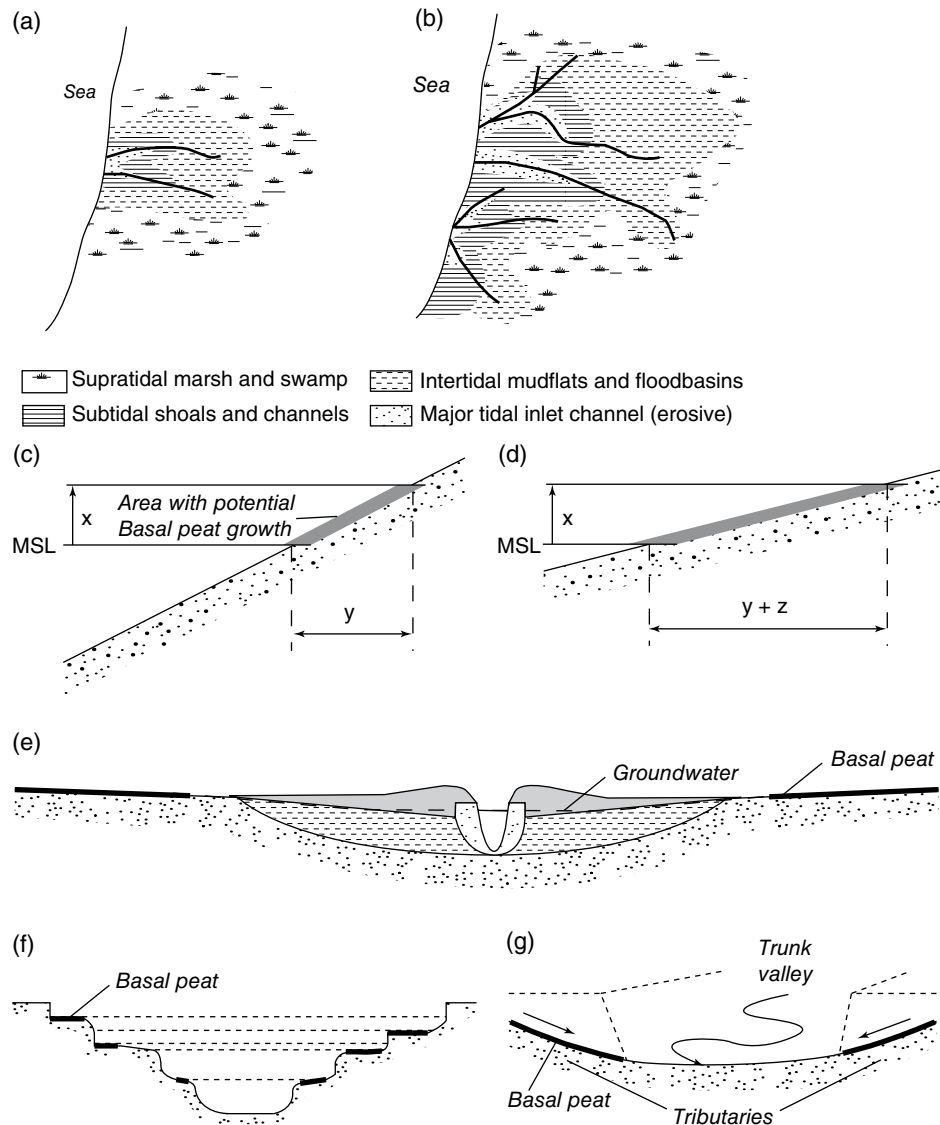 (a)
Sea
(b)
Sea
Supratidal marsh and swamp
Intertidal mudflats and floodbasins
Subtidal shoals and channels
Major tidal inlet channel (erosive)
(c)
x
Area with potential
Basal peat growth
MSL
y
(d)
x
MSL
y + z
(e)
Groundwater
Basal peat
(f)
Basal peat
(g)
Trunk
valley
Basal peat
Tributaries